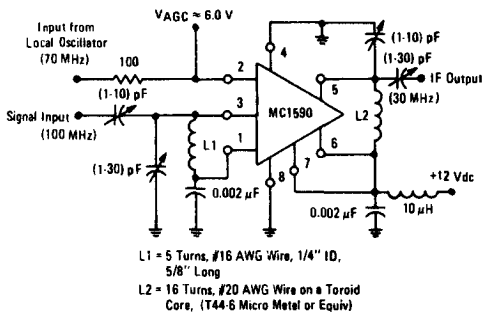 Input from
Local Oscillator
(70 MHz)
VAGC ≈ 6.0 V
100
(1-10) pF
Signal Input
(100 MHz)
(1-30) pF
L1
0.002 µF
2
3
1
4
MC1590
5
6
7
8
(1-10) pF
(1-30) pF
IF Output
(30 MHz)
L2
+12 Vdc
0.002 µF
10 µH
L1 = 5 Turns, #16 AWG Wire, 1/4" ID,
5/8" Long
L2 = 16 Turns, #20 AWG Wire on a Toroid
Core, (T44-6 Micro Metal or Equiv)